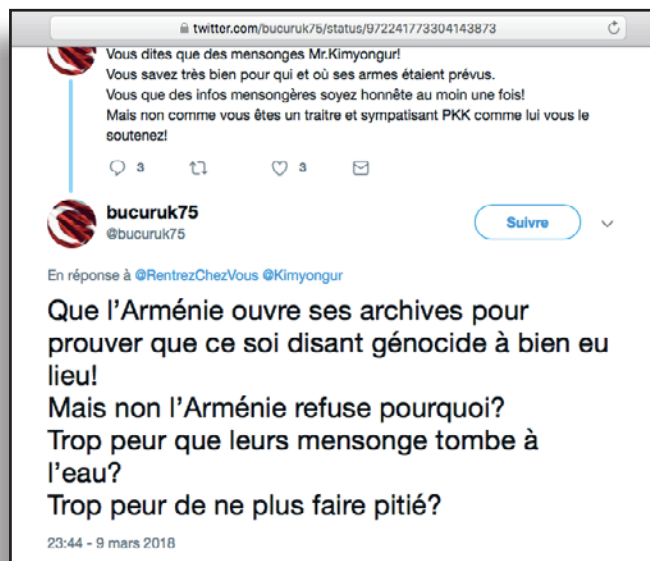 twitter.com/bucuruk75/status/972241773304143873
Vous dites que des mensonges Mr.Kimyongur!
Vous savez très bien pour qui et où ses armes étaient prévus.
Vous que des infos mensongères soyez honnête au moin une fois!
Mais non comme vous êtes un traitre et sympatisant PKK comme lui vous le
soutenez!
3 3
bucuruk75
@bucuruk75
Suivre
En réponse à @RentrezChezVous @Kimyongur
Que l'Arménie ouvre ses archives pour
prouver que ce soi disant génocide à bien eu
lieu!
Mais non l'Arménie refuse pourquoi?
Trop peur que leurs mensonge tombe à
l'eau?
Trop peur de ne plus faire pitié?
23:44 - 9 mars 2018